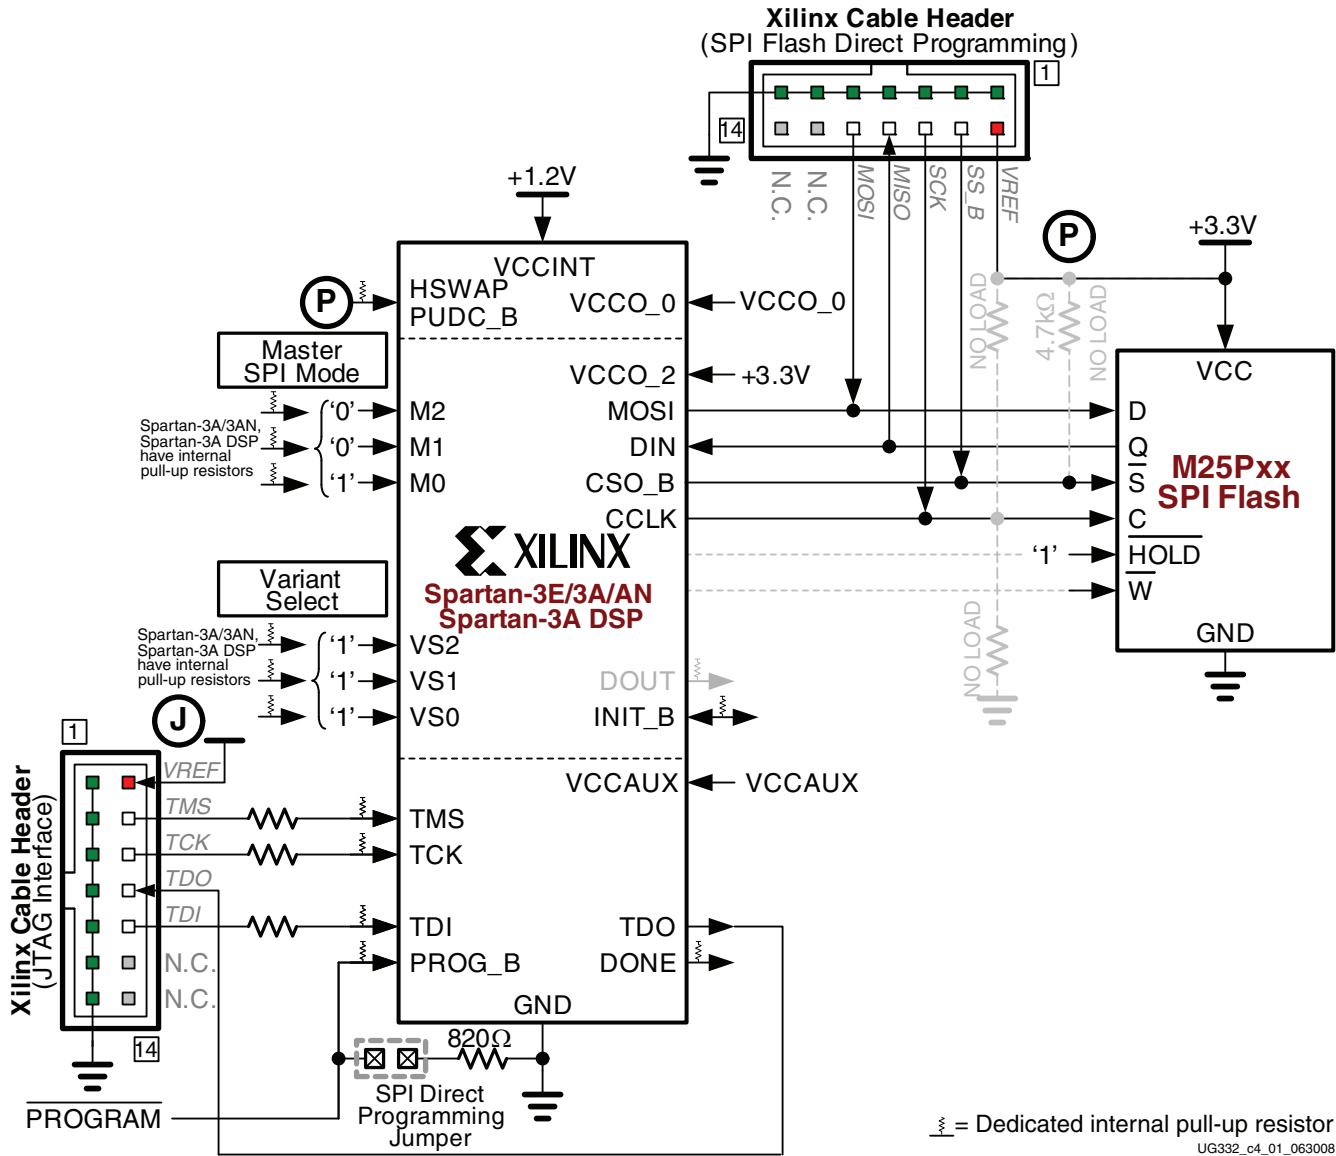 Xilinx Cable Header
(SPI Flash Direct Programming)
1
14
N.C.
N.C.
MOSI
MISO
SCK
SS_B
VREF
+1.2V
P
+3.3V
VCCINT
P
HSWAP
PUDC_B
VCCO_0
VCCO_0
NO LOAD
4.7kΩ
NO LOAD
Master
SPI Mode
VCCO_2
+3.3V
VCC
Spartan-3A/3AN,
Spartan-3A DSP
have internal
pull-up resistors
‘0’
M2
MOSI
D
‘0’
M1
DIN
Q
‘1’
M0
CSO_B
S
M25Pxx
SPI Flash
CCLK
C
XILINX
‘1’
HOLD
Variant
Select
Spartan-3E/3A/AN
Spartan-3A DSP
W
NO LOAD
GND
Spartan-3A/3AN,
Spartan-3A DSP
have internal
pull-up resistors
‘1’
VS2
‘1’
VS1
DOUT
‘1’
VS0
INIT_B
J
1
Xilinx Cable Header
(JTAG Interface)
VREF
VCCAUX
VCCAUX
TMS
TMS
TCK
TCK
TDO
TDI
TDI
TDO
N.C.
PROG_B
DONE
N.C.
GND
14
820Ω
SPI Direct
Programming
Jumper
PROGRAM
= Dedicated internal pull-up resistor
UG332_c4_01_063008